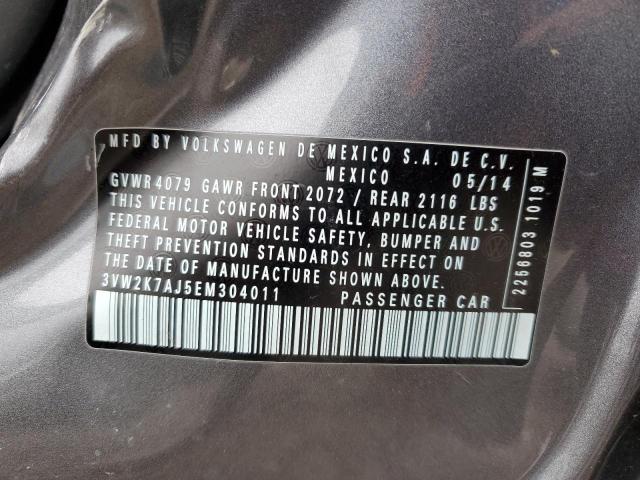 MFD BY VOLKSWAGEN DE MEXICO S.A. DE C.V.
MEXICO 05/14
GVWR 4079 GAWR FRONT 2072 / REAR 2116 LBS
THIS VEHICLE CONFORMS TO ALL APPLICABLE U.S.
FEDERAL MOTOR VEHICLE SAFETY, BUMPER AND
THEFT PREVENTION STANDARDS IN EFFECT ON
THE DATE OF MANUFACTURE SHOWN ABOVE.
3VW2K7AJ5EM304011 PASSENGER CAR
2256803 1019 M